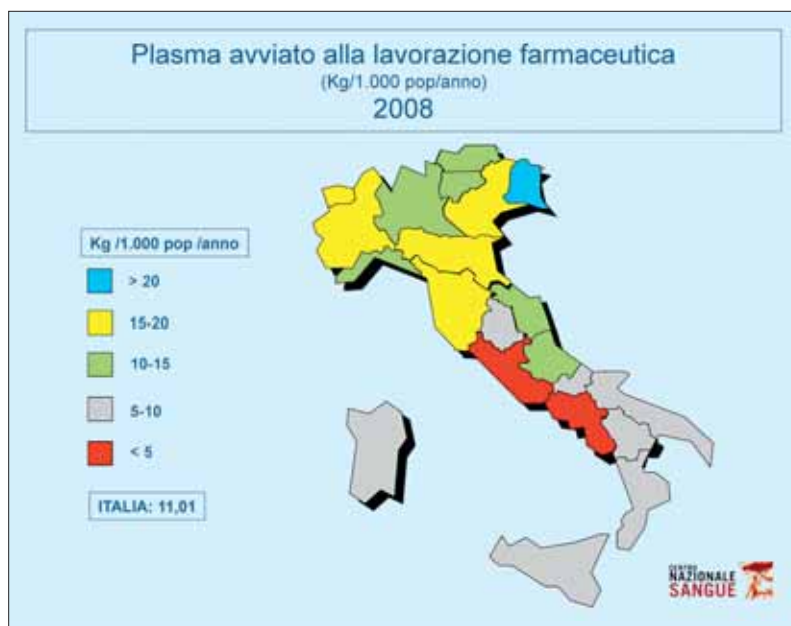 Plasma avviato alla lavorazione farmaceutica
(Kg/1.000 pop/anno)
2008
Kg /1.000 pop /anno
> 20
15-20
10-15
5-10
< 5
ITALIA: 11,01
CENTRO
NAZIONALE
SANGUE